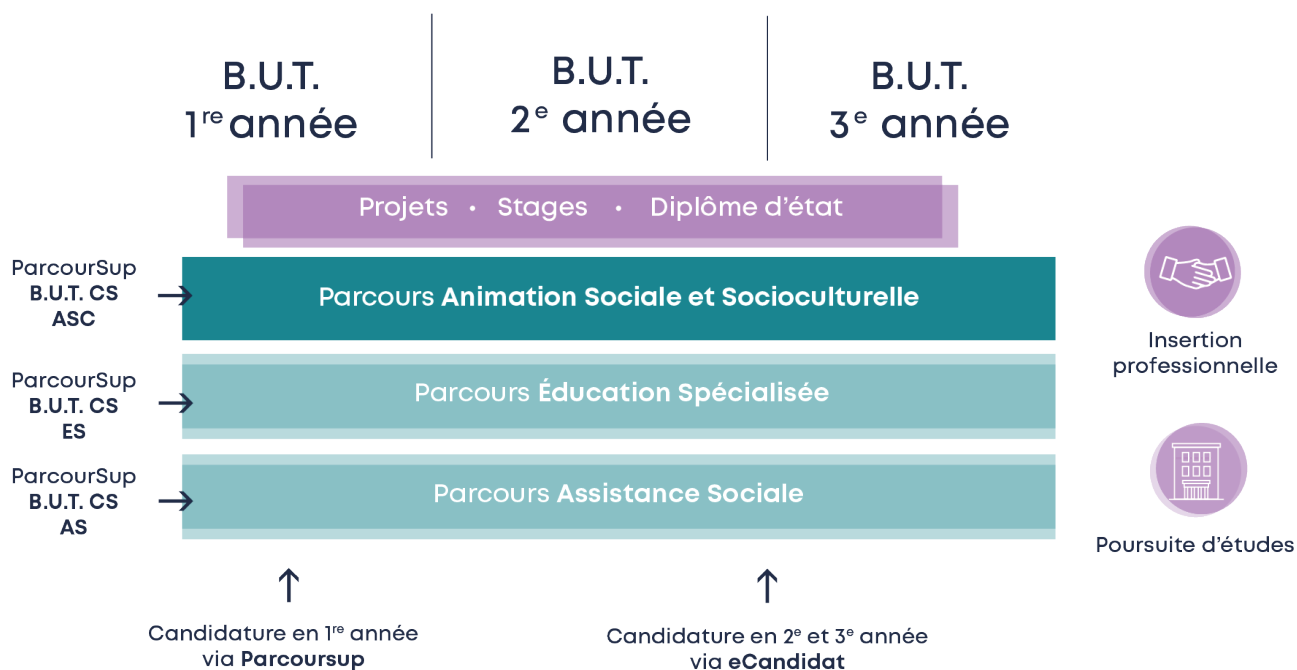 B.U.T.
1re année
B.U.T.
2e année
B.U.T.
3e année
Projets • Stages • Diplôme d'état
ParcourSup
B.U.T. CS
ASC
Parcours Animation Sociale et Socioculturelle
ParcourSup
B.U.T. CS
ES
Parcours Éducation Spécialisée
ParcourSup
B.U.T. CS
AS
Parcours Assistance Sociale
Insertion
professionnelle
Poursuite d'études
Candidature en 1re année
via Parcoursup
Candidature en 2e et 3e année
via eCandidat